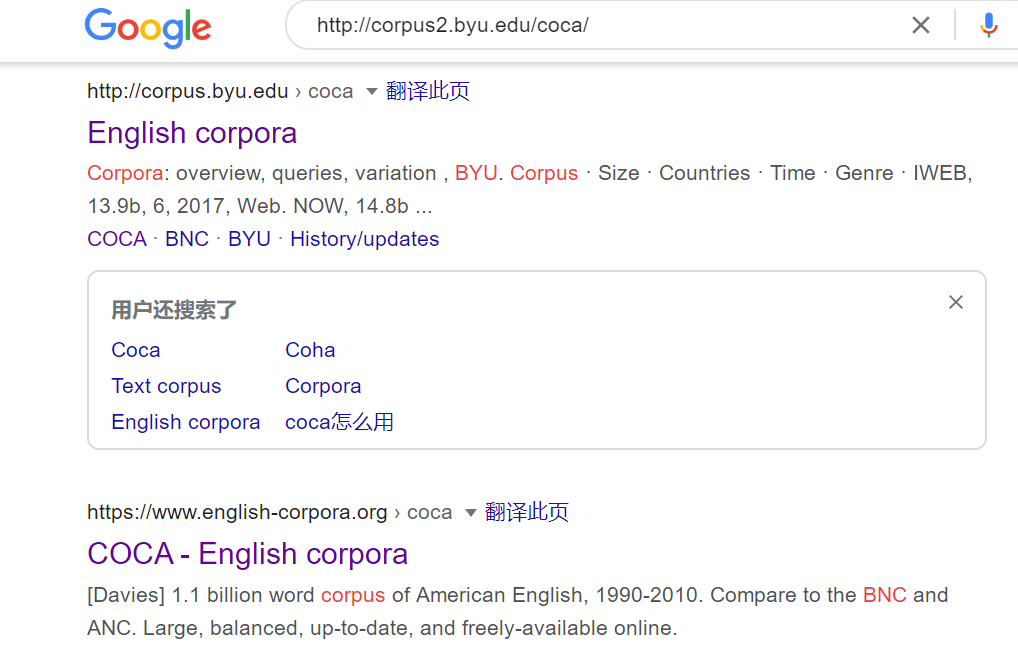 Google http://corpus2.byu.edu/coca/
http://corpus.byu.edu › coca 翻译此页
English corpora
Corpora: overview, queries, variation , BYU. Corpus · Size · Countries · Time · Genre · IWEB,
13.9b, 6, 2017, Web. NOW, 14.8b ...
COCA · BNC · BYU · History/updates
用户还搜索了
Coca Coha
Text corpus Corpora
English corpora coca怎么用
https://www.english-corpora.org › coca 翻译此页
COCA - English corpora
[Davies] 1.1 billion word corpus of American English, 1990-2010. Compare to the BNC and
ANC. Large, balanced, up-to-date, and freely-available online.